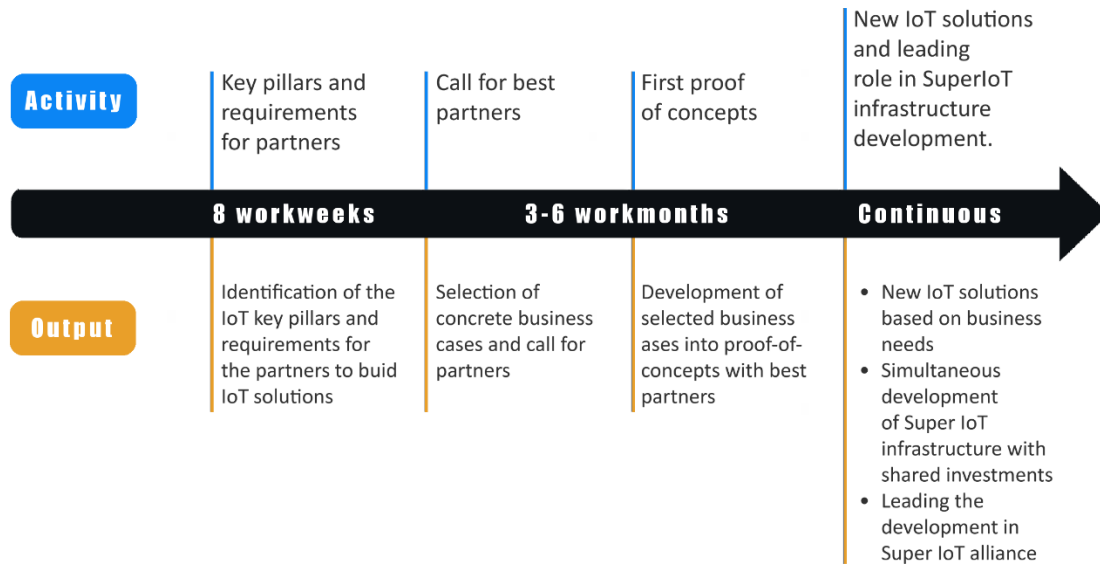 Activity
Key pillars and
requirements
for partners
Call for best
partners
First proof
of concepts
New IoT solutions
and leading
role in SuperIoT
infrastructure
development.
8 workweeks
3-6 workmonths
Continuous
Output
Identification of the
IoT key pillars and
requirements for
the partners to buid
IoT solutions
Selection of
concrete business
cases and call for
partners
Development of
selected business
ases into proof-of-
concepts with best
partners
• New IoT solutions
based on business
needs
• Simultaneous
development
of Super IoT
infrastructure with
shared investments
• Leading the
development in
Super IoT alliance